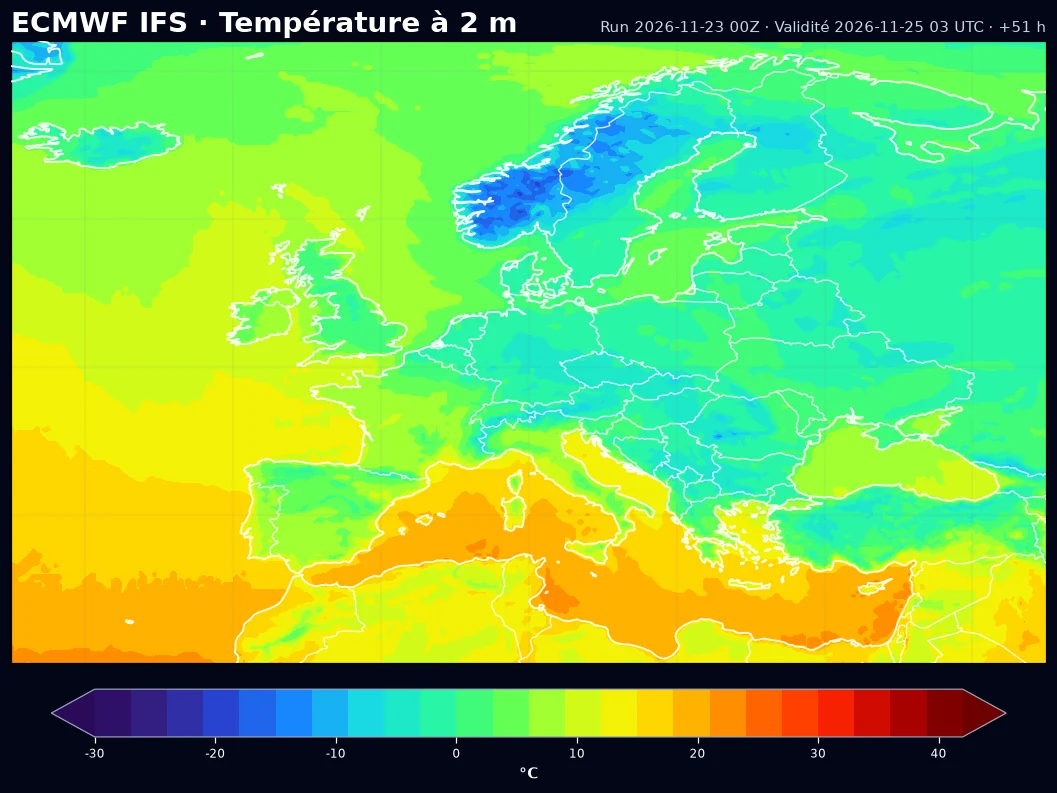 ECMWF IFS · Température à 2 m
Run 2026-11-23 00Z · Validité 2026-11-25 03 UTC · +51 h
-30 -20 -10 0 10 20 30 40
°C